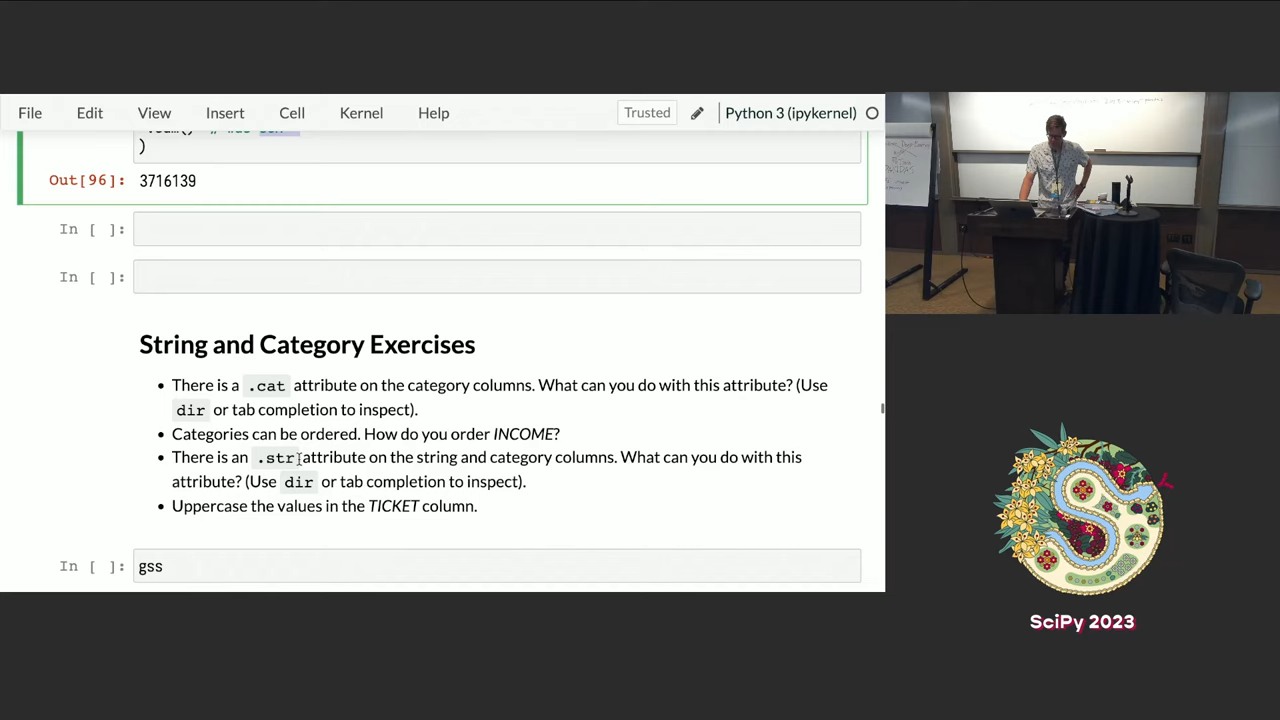 File Edit View Insert Cell Kernel Help Trusted Python 3 (ipykernel)
)
Out[96]: 3716139
In [ ]:
In [ ]:
String and Category Exercises
• There is a .cat attribute on the category columns. What can you do with this attribute? (Use
dir or tab completion to inspect).
• Categories can be ordered. How do you order INCOME?
• There is an .str attribute on the string and category columns. What can you do with this
attribute? (Use dir or tab completion to inspect).
• Uppercase the values in the TICKET column.
In [ ]: gss
SciPy 2023